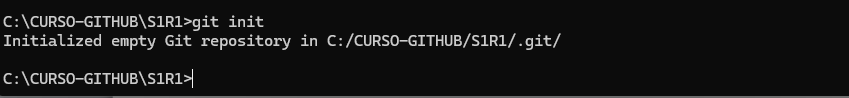 C:\CURSO-GITHUB\S1R1>git init
Initialized empty Git repository in C:/CURSO-GITHUB/S1R1/.git/
C:\CURSO-GITHUB\S1R1>